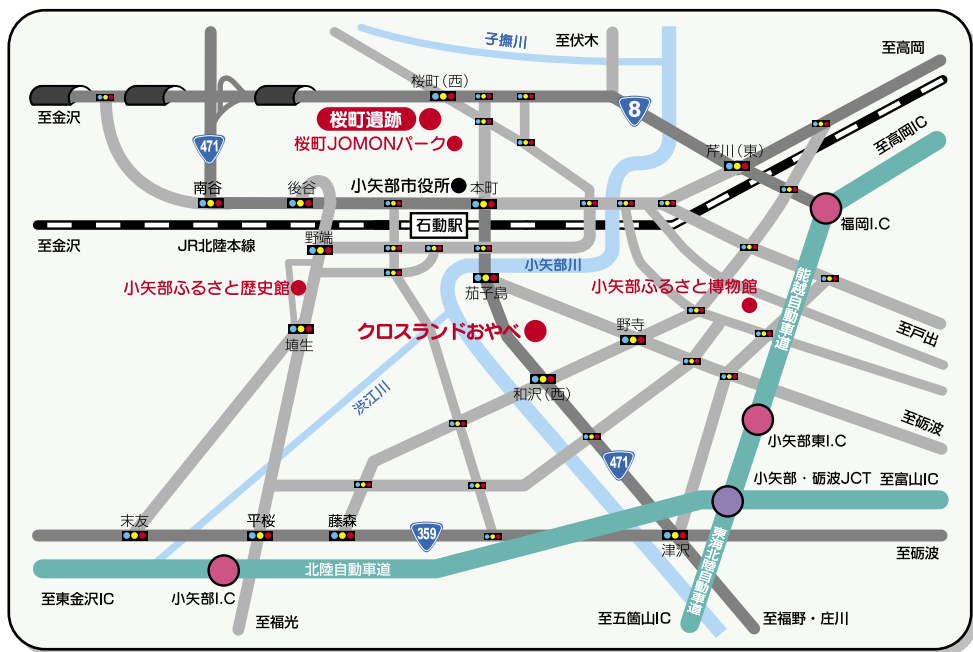 子撫川
至伏木
至高岡
桜町(西)
8
至金沢
桜町遺跡
桜町JOMONパーク
471
芹川(東)
至高岡IC
南谷
後谷
小矢部市役所
本町
福岡I.C
石動駅
至金沢
JR北陸本線
野端
小矢部川
能越自動車道
小矢部ふるさと歴史館
茄子島
小矢部ふるさと博物館
クロスランドおやべ
野寺
至戸出
埴生
渋江川
和沢(西)
至砺波
小矢部東I.C
471
小矢部・砺波JCT
至富山IC
末友
平桜
藤森
359
津沢
東海北陸自動車道
至砺波
北陸自動車道
至東金沢IC
小矢部I.C
至福光
至五箇山IC
至福野・庄川